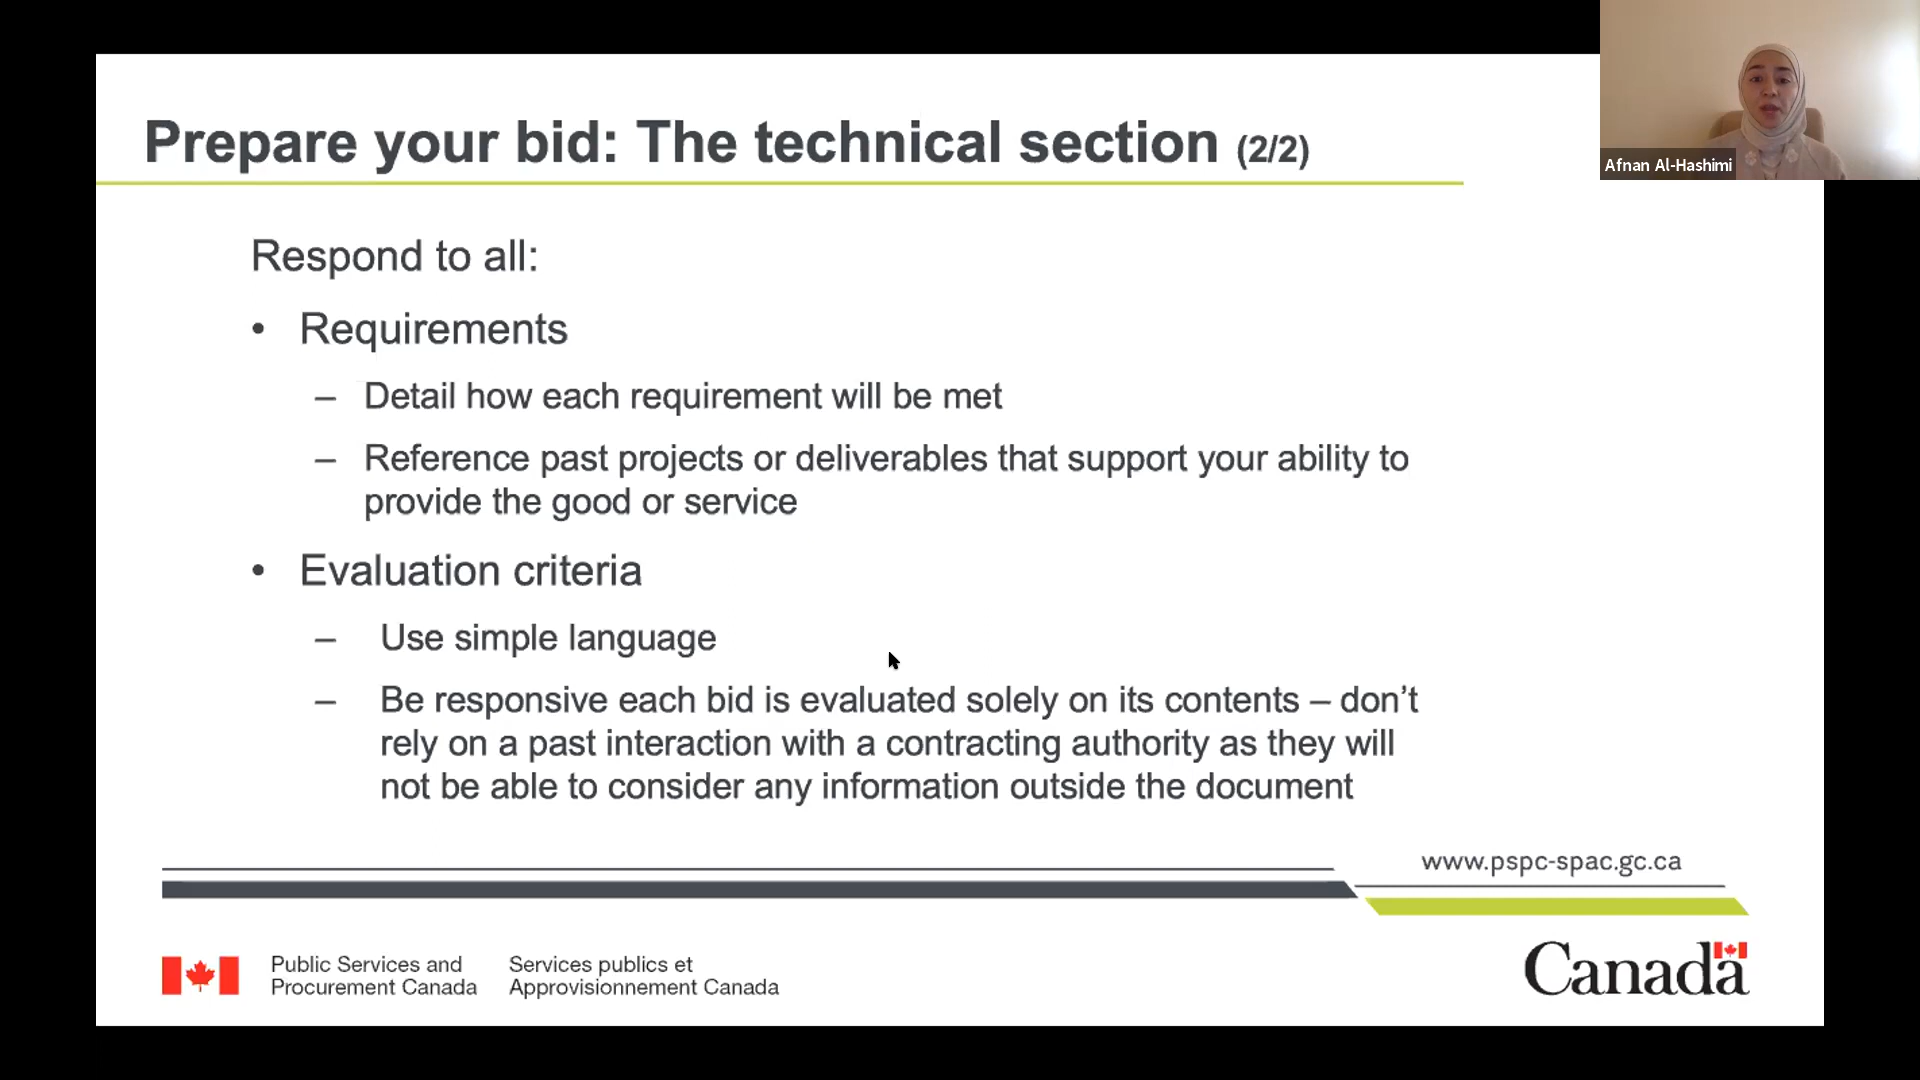 Prepare your bid: The technical section (2/2)
Afnan Al-Hashimi
Respond to all:
• Requirements
– Detail how each requirement will be met
– Reference past projects or deliverables that support your ability to
provide the good or service
• Evaluation criteria
– Use simple language
– Be responsive each bid is evaluated solely on its contents – don’t
rely on a past interaction with a contracting authority as they will
not be able to consider any information outside the document
www.pspc-spac.gc.ca
Public Services and
Procurement Canada
Services publics et
Approvisionnement Canada
Canada